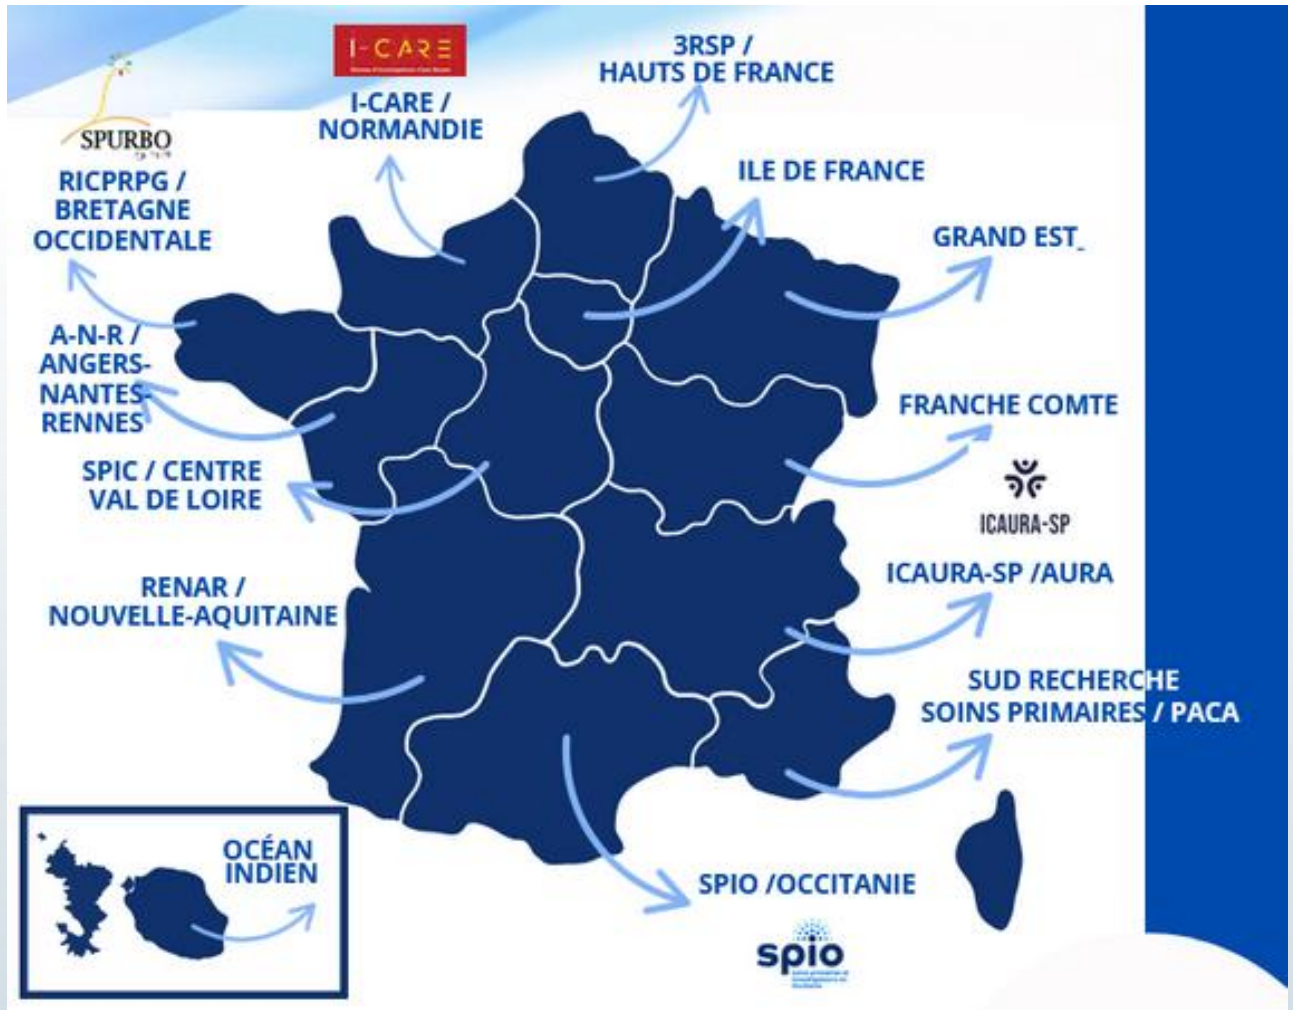 I-CARE
3RSP /
HAUTS DE FRANCE
I-CARE /
NORMANDIE
SPURBO
RICPRPG /
BRETAGNE
OCCIDENTALE
ILE DE FRANCE
GRAND EST_
A-N-R /
ANGERS-
NANTES-
RENNES
FRANCHE COMTE
SPIC / CENTRE
VAL DE LOIRE
ICAURA-SP
ICAURA-SP /AURA
RENAR /
NOUVELLE-AQUITAINE
SUD RECHERCHE
SOINS PRIMAIRES / PACA
OCÉAN
INDIEN
SPIO /OCCITANIE
spio